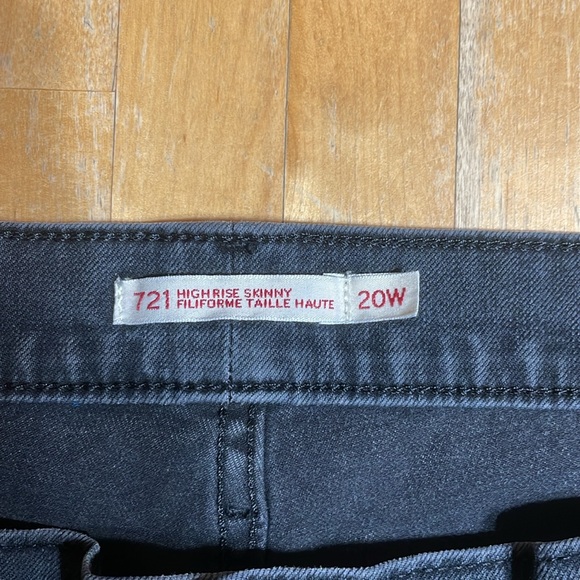 721 HIGH RISE SKINNY
FILIFORME TAILLE HAUTE
20W